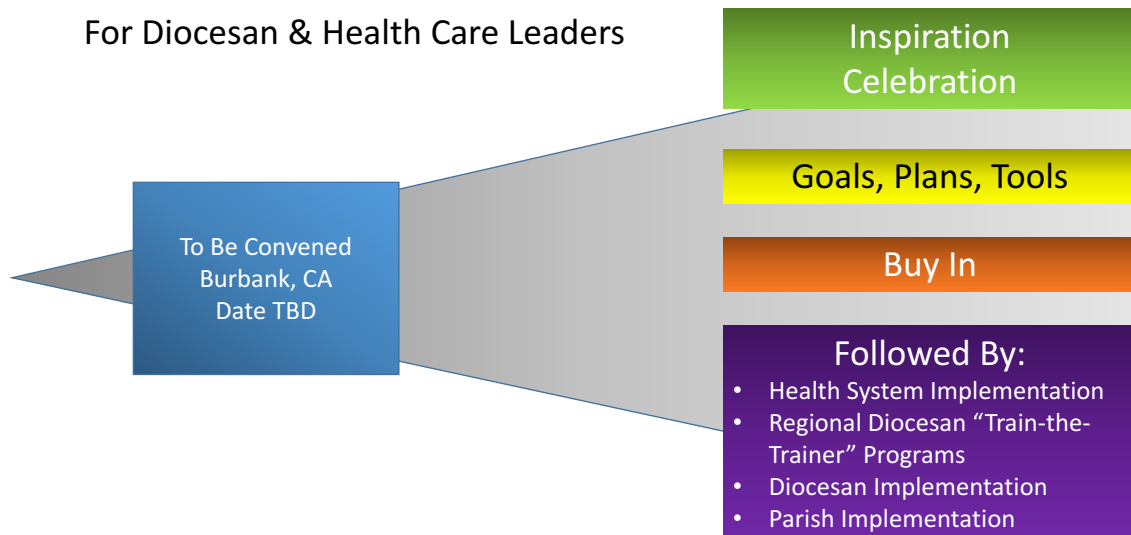 For Diocesan & Health Care Leaders
To Be Convened
Burbank, CA
Date TBD
Inspiration
Celebration
Goals, Plans, Tools
Buy In
Followed By:
• Health System Implementation
• Regional Diocesan “Train-the-
Trainer” Programs
• Diocesan Implementation
• Parish Implementation